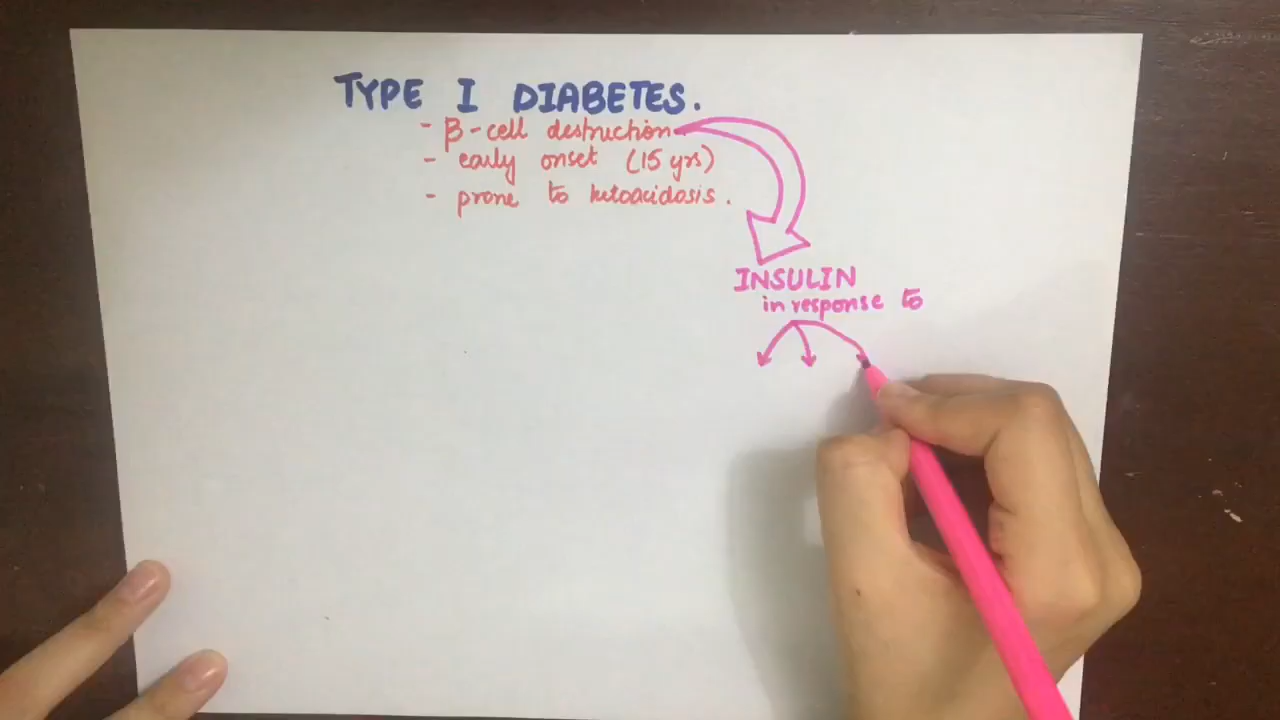 TYPE I DIABETES.
- β-cell destruction
- early onset (15 yrs)
- prone to ketoacidosis.
INSULIN
in response to